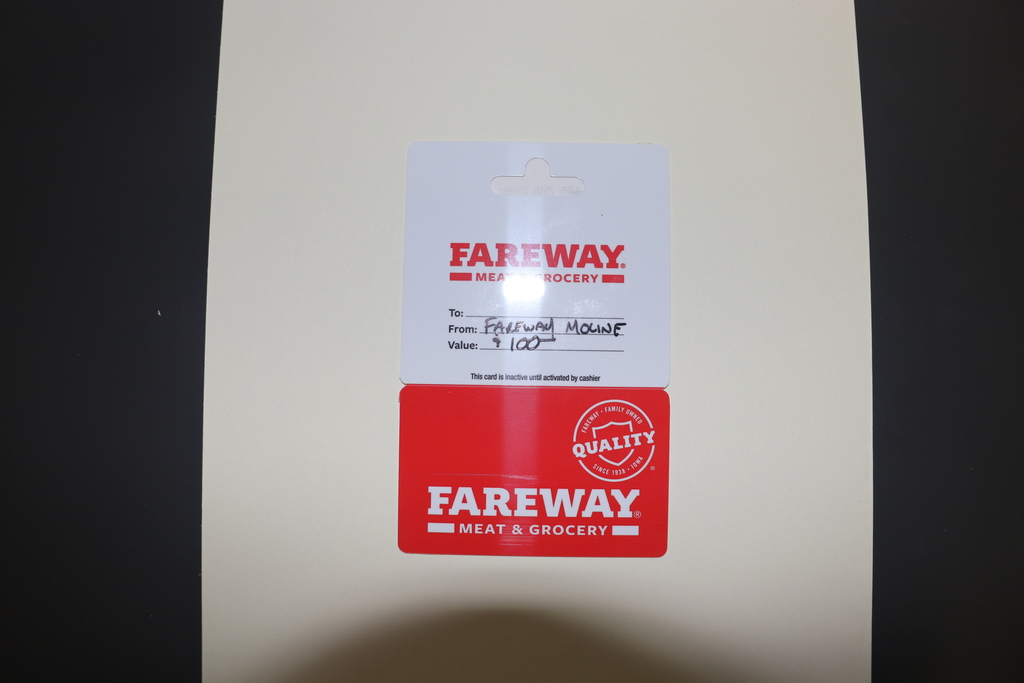 FAREWAY®
MEAT & GROCERY
To:
From: FAREWAY MOLINE
Value: $100
This card is inactive until activated by cashier
FAREWAY • FAMILY OWNED
QUALITY
SINCE 1938 • IOWA
FAREWAY®
MEAT & GROCERY